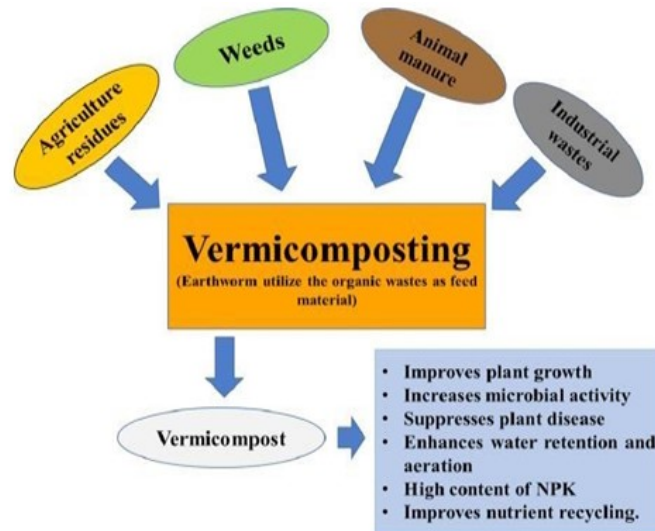 Agriculture
residues
Weeds
Animal
manure
Industrial
wastes
Vermicomposting
(Earthworm utilize the organic wastes as feed
material)
Vermicompost
• Improves plant growth
• Increases microbial activity
• Suppresses plant disease
• Enhances water retention and
aeration
• High content of NPK
• Improves nutrient recycling.